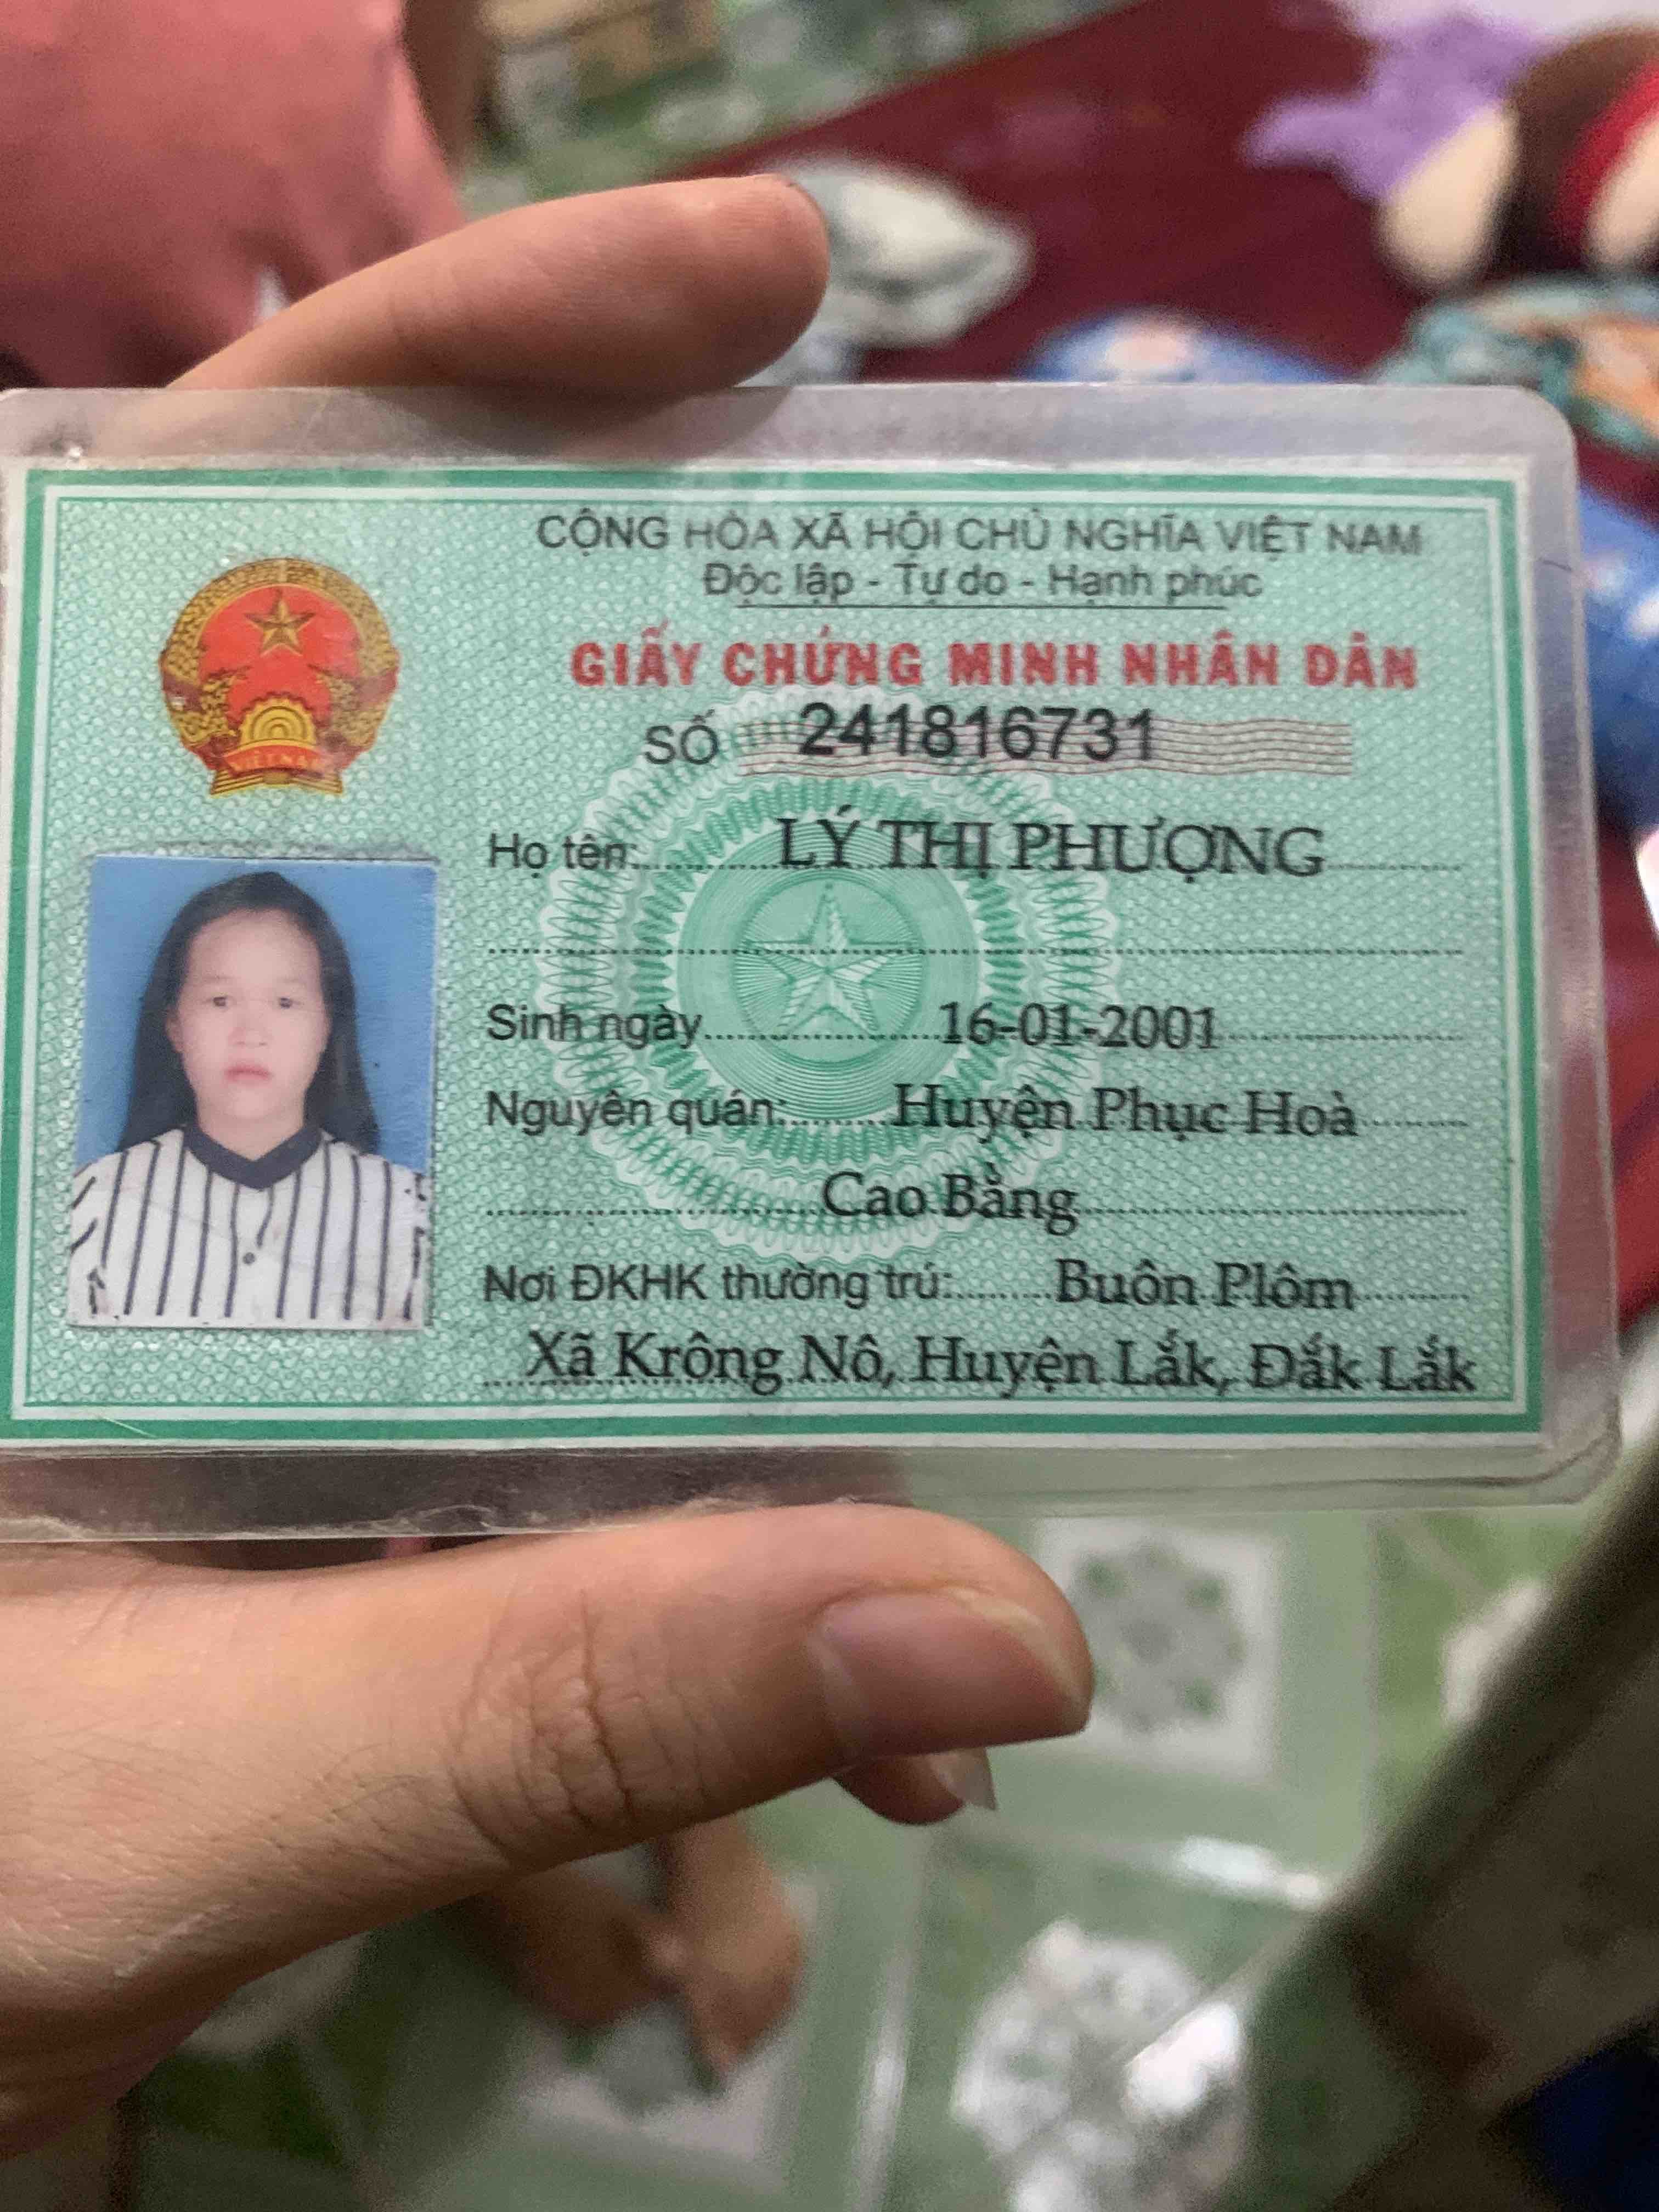 CỘNG HÒA XÃ HỘI CHỦ NGHĨA VIỆT NAM
Độc lập - Tự do - Hạnh phúc
GIẤY CHỨNG MINH NHÂN DÂN
SỐ 241816731
Họ tên: LÝ THỊ PHƯỢNG
Sinh ngày 16-01-2001
Nguyên quán: Huyện Phục Hoà
Cao Bằng
Nơi ĐKHK thường trú: Buôn Plôm
Xã Krông Nô, Huyện Lắk, Đắk Lắk
VIỆT NAM